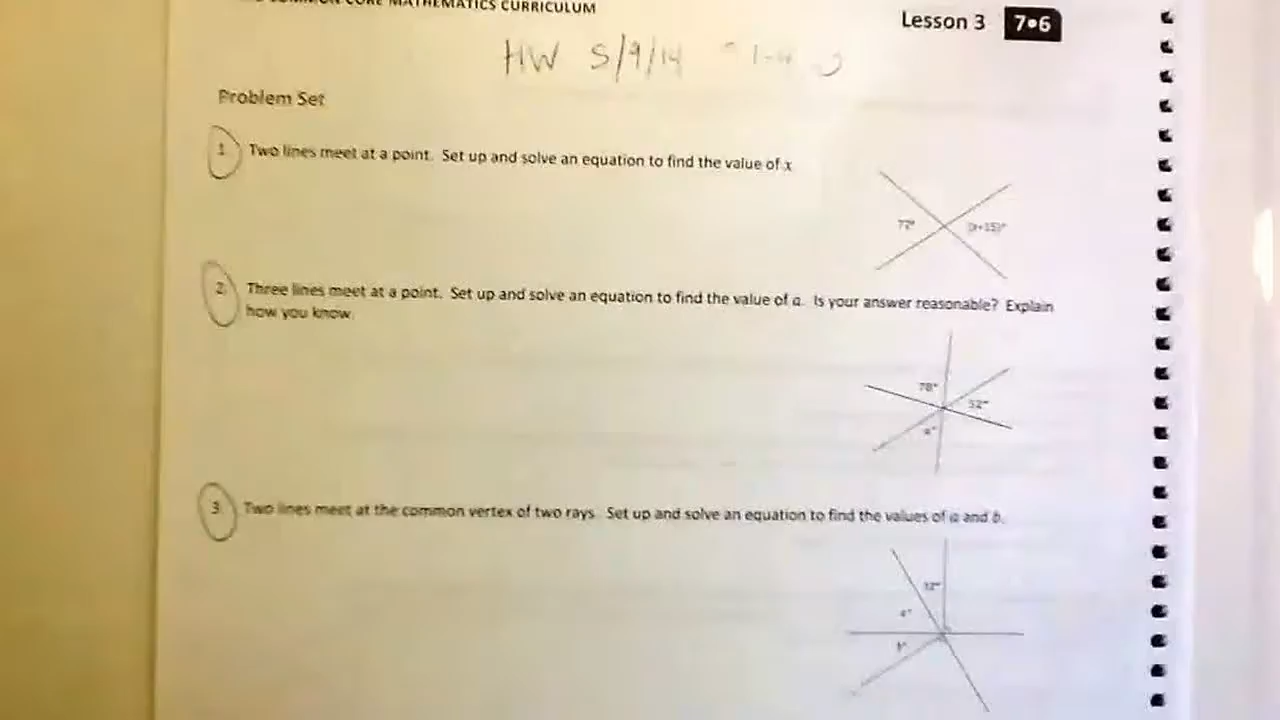 COMMON CORE MATHEMATICS CURRICULUM
Lesson 3 7•6
HW 5/9/14
Problem Set
1. Two lines meet at a point. Set up and solve an equation to find the value of x
72° (x+15)°
2. Three lines meet at a point. Set up and solve an equation to find the value of a. Is your answer reasonable? Explain
how you know.
78°
52°
a°
3. Two lines meet at the common vertex of two rays. Set up and solve an equation to find the values of a and b.
32°
a°
b°